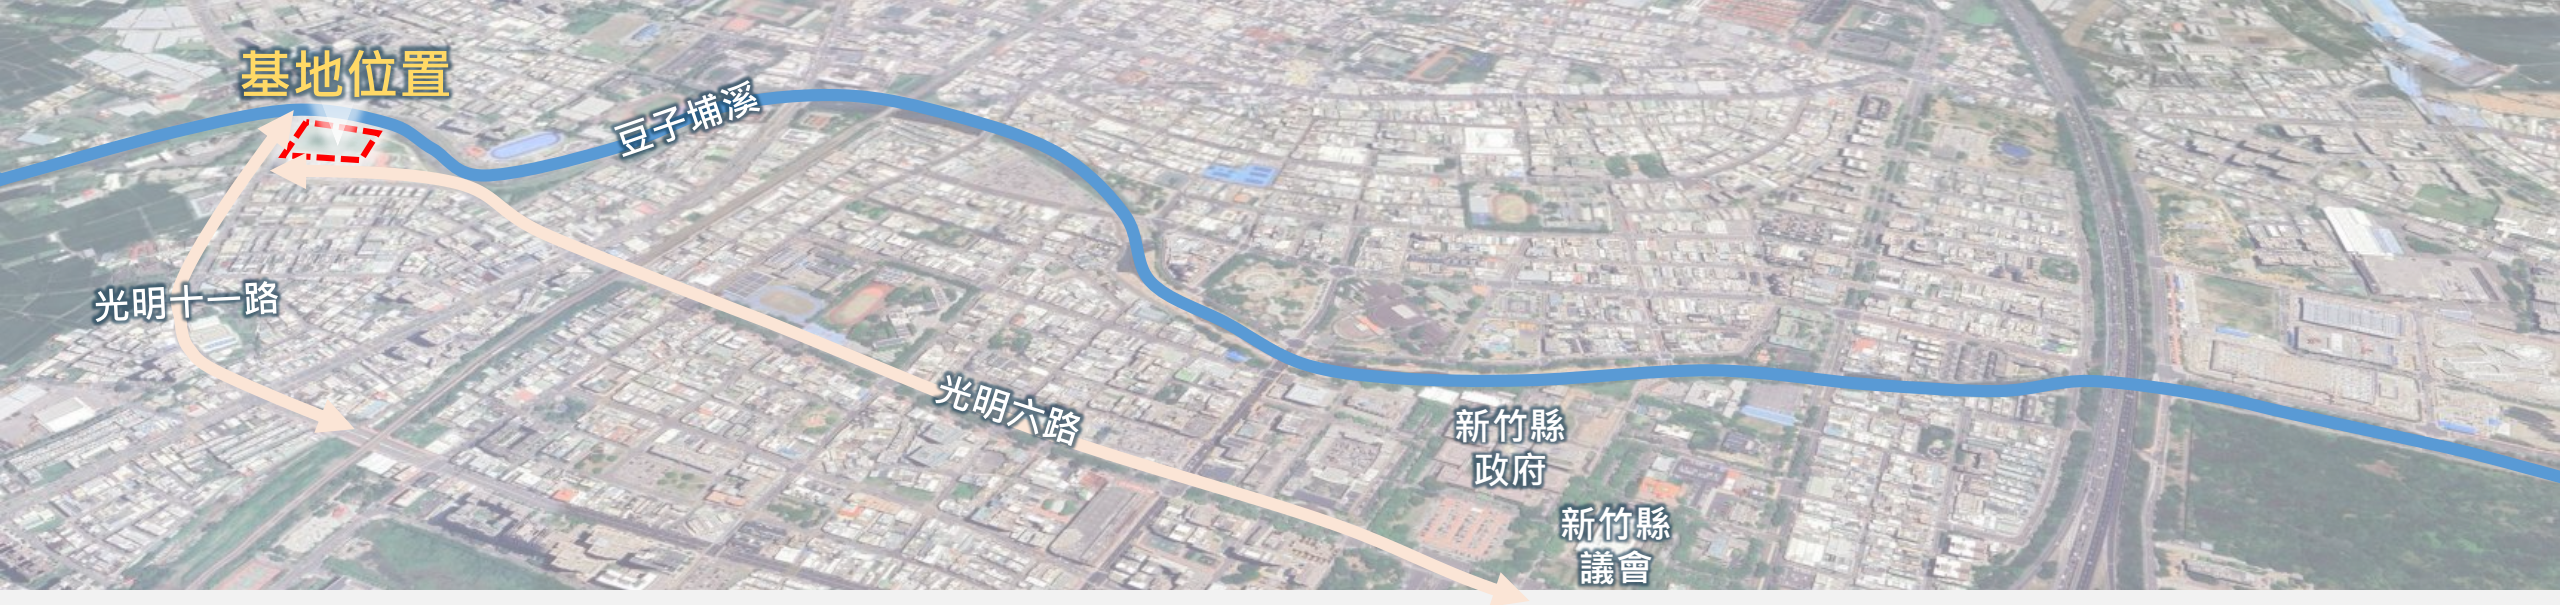 基地位置
豆子埔溪
光明十一路
光明六路
新竹縣
政府
新竹縣
議會